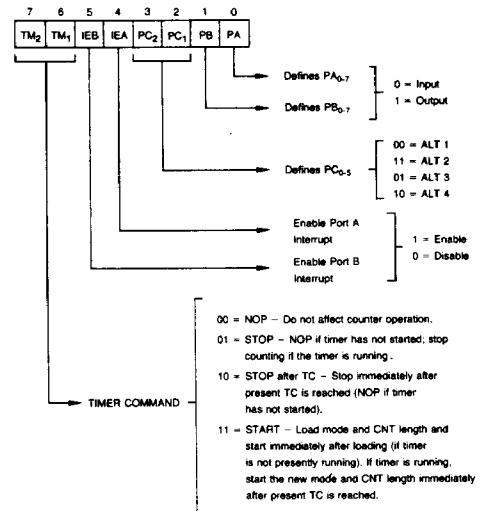 7 6 5 4 3 2 1 0
TM2 TM1 IEB IEA PC2 PC1 PB PA
Defines PA0-7
0 = Input
1 = Output
Defines PB0-7
Defines PC0-5
00 = ALT 1
11 = ALT 2
01 = ALT 3
10 = ALT 4
Enable Port A
Interrupt
1 = Enable
0 = Disable
Enable Port B
Interrupt
TIMER COMMAND
00 = NOP – Do not affect counter operation.
01 = STOP – NOP if timer has not started; stop
counting if the timer is running.
10 = STOP after TC – Stop immediately after
present TC is reached (NOP if timer
has not started).
11 = START – Load mode and CNT length and
start immediately after loading (if timer
is not presently running). If timer is running,
start the new mode and CNT length immediately
after present TC is reached.